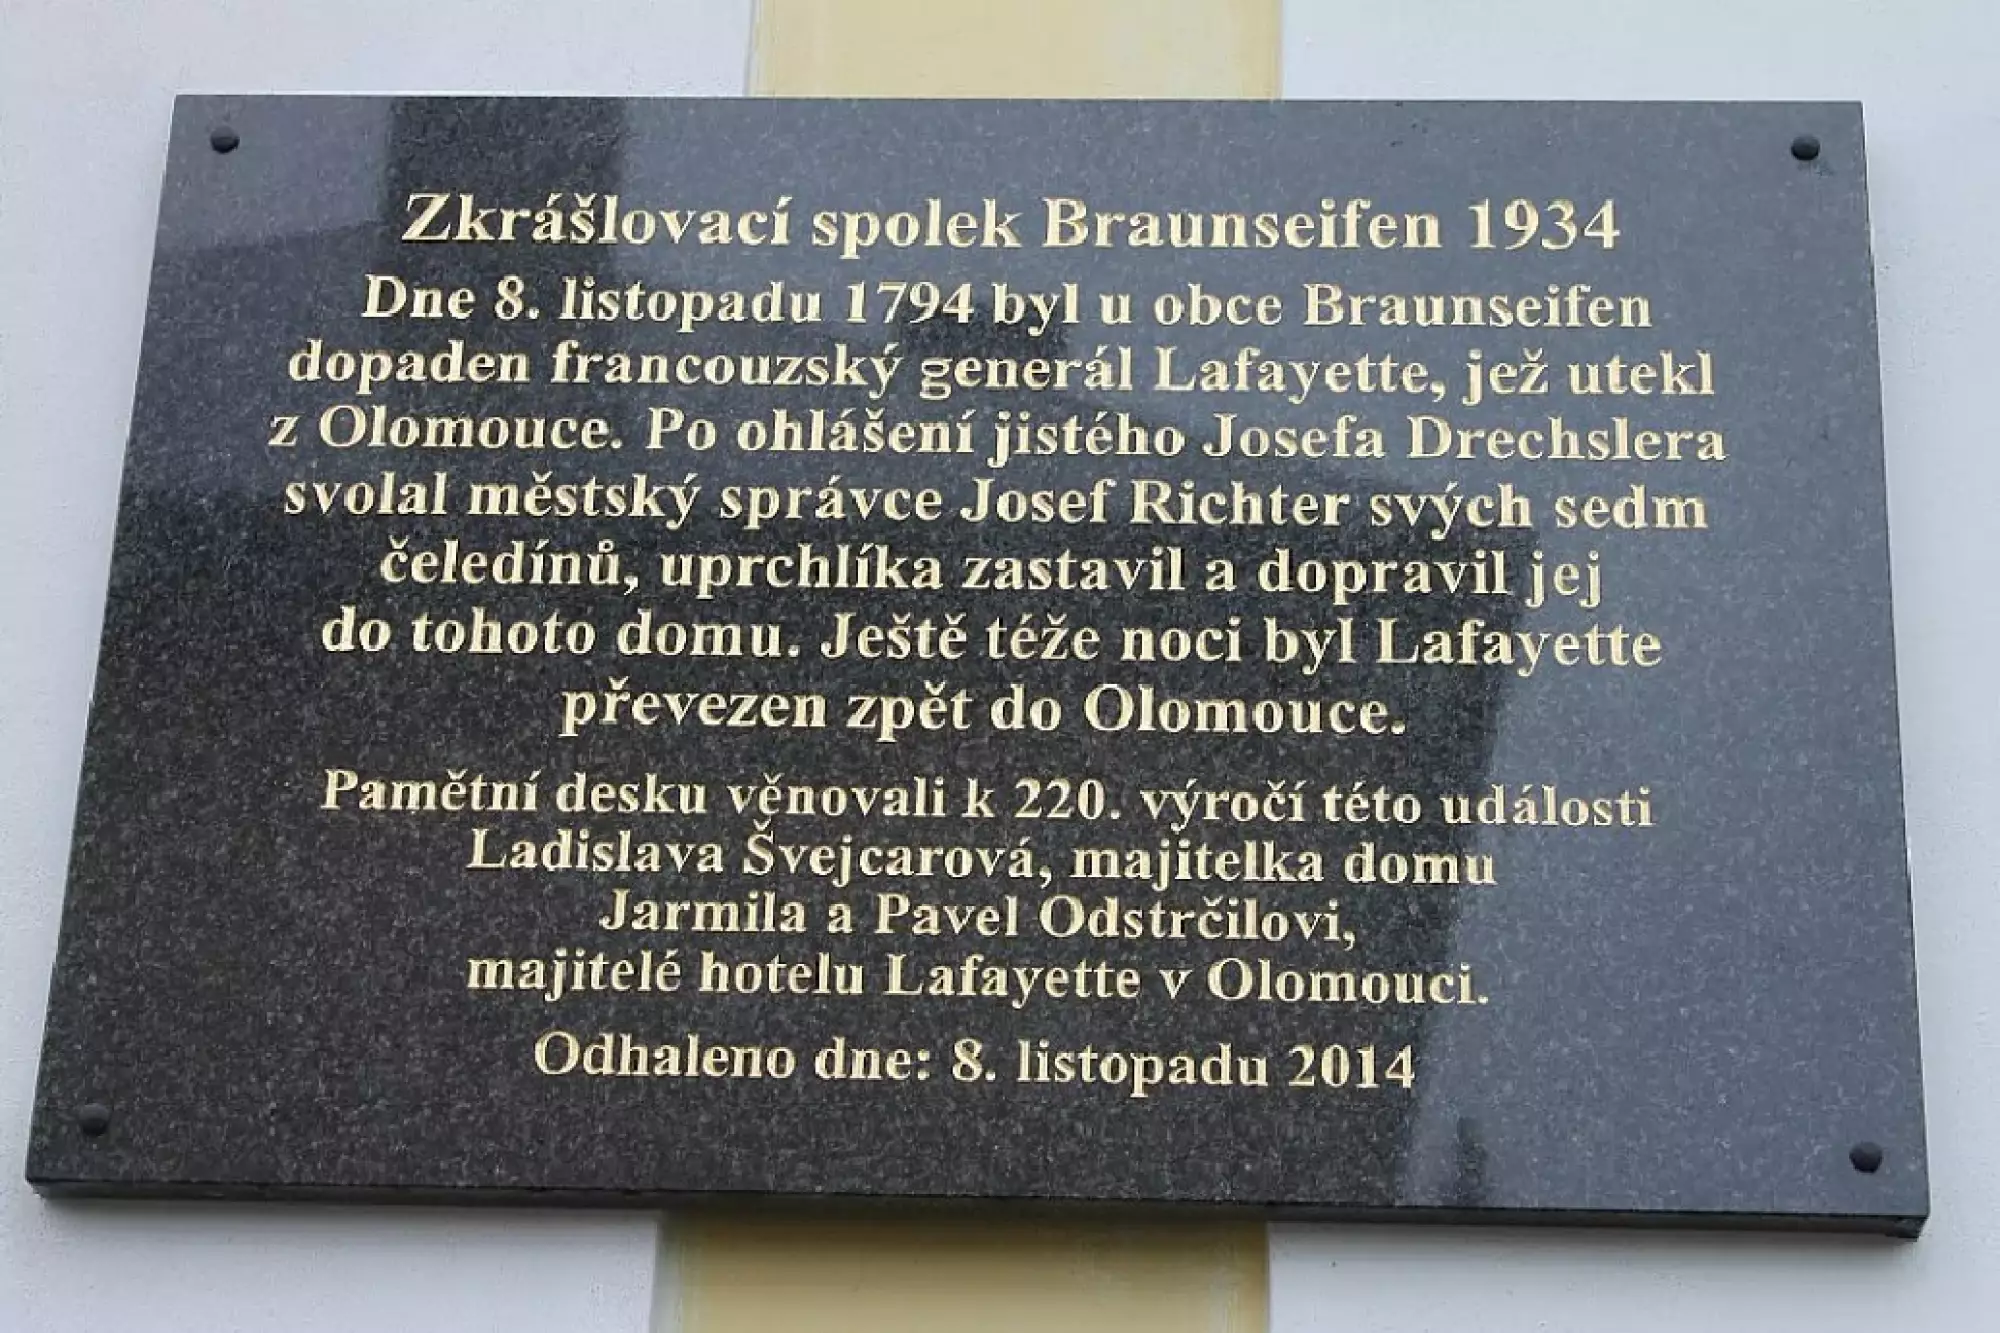 Zkrášlovací spolek Braunseifen 1934
Dne 8. listopadu 1794 byl u obce Braunseifen
dopaden francouzský generál Lafayette, jež utekl
z Olomouce. Po ohlášení jistého Josefa Drechslera
svolal městský správce Josef Richter svých sedm
čeledínů, uprchlíka zastavil a dopravil jej
do tohoto domu. Ještě téže noci byl Lafayette
převezen zpět do Olomouce.
Pamětní desku věnovali k 220. výročí této události
Ladislava Švejcarová, majitelka domu
Jarmila a Pavel Odstrčilovi,
majitelé hotelu Lafayette v Olomouci.
Odhaleno dne: 8. listopadu 2014